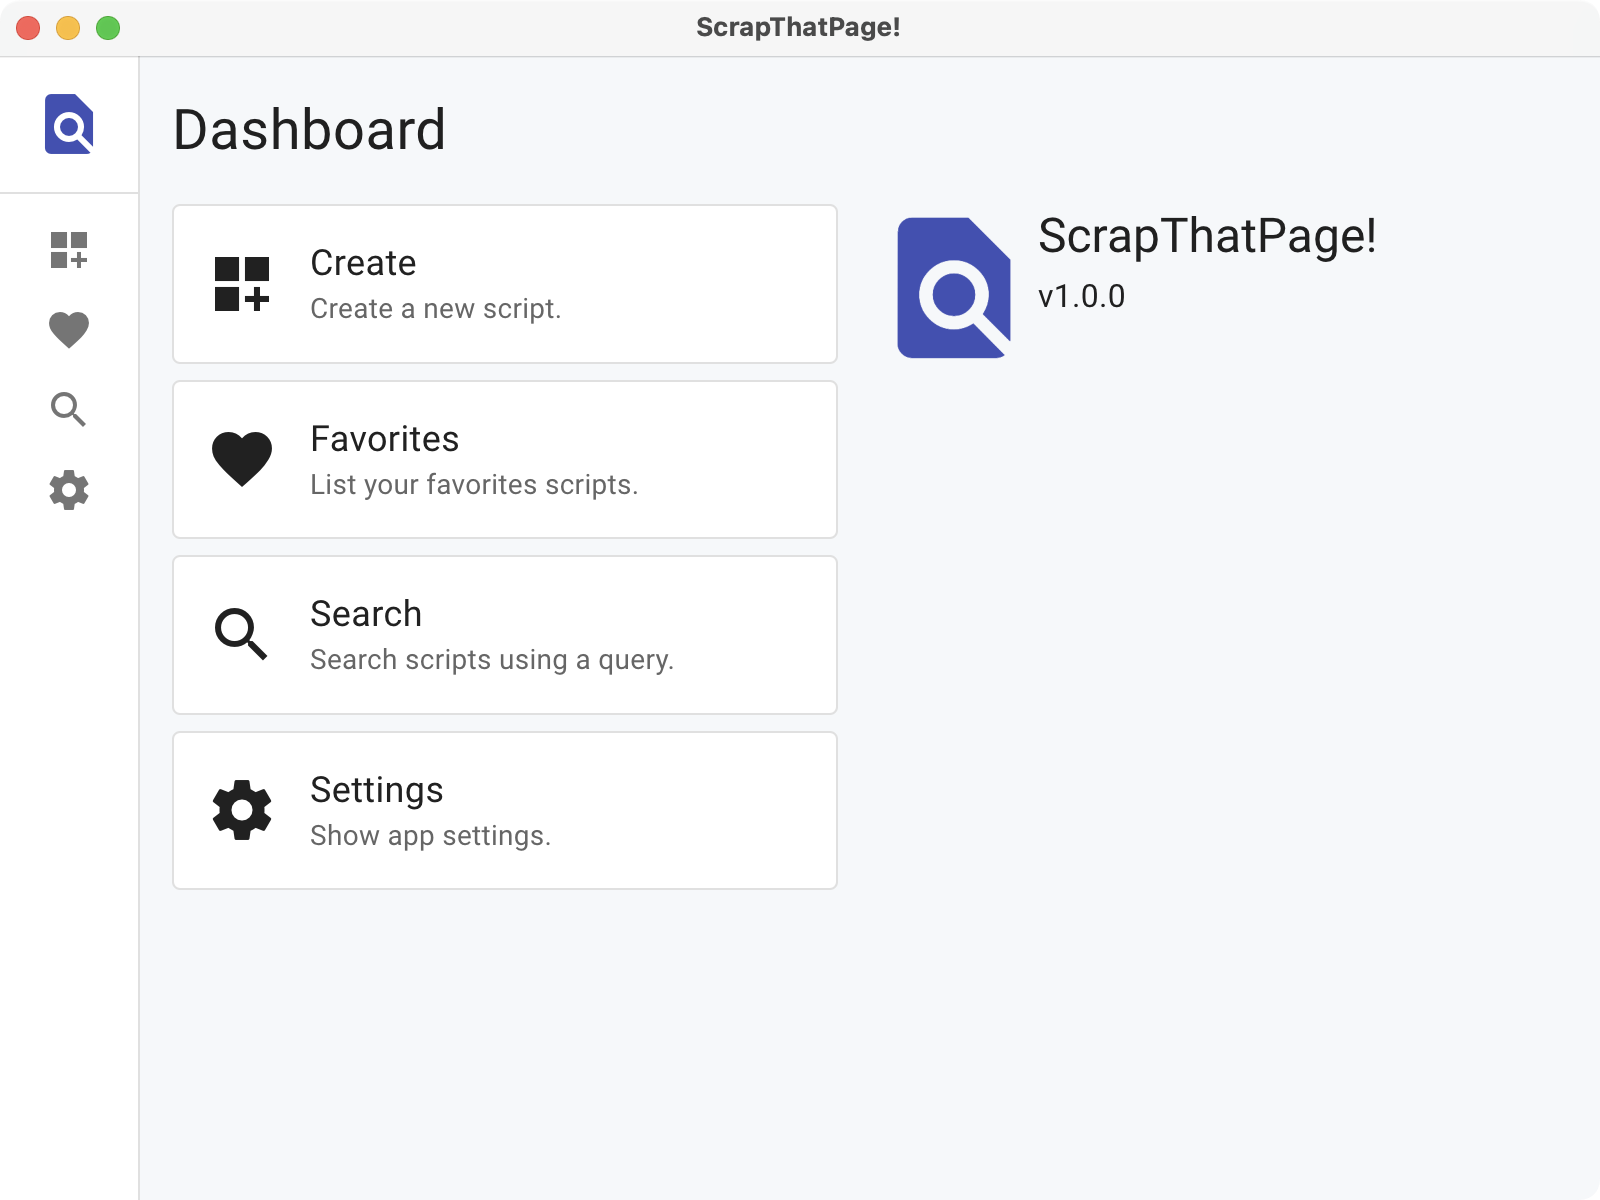 ScrapThatPage!
Dashboard
Create
Create a new script.
Favorites
List your favorites scripts.
Search
Search scripts using a query.
Settings
Show app settings.
ScrapThatPage!
v1.0.0